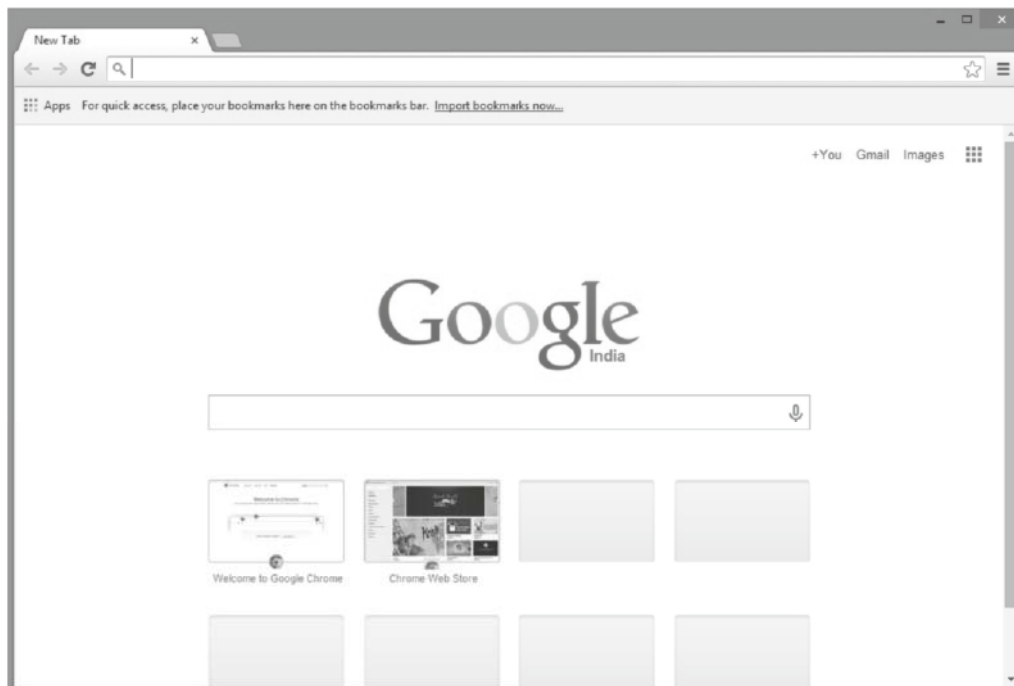 New Tab
Apps For quick access, place your bookmarks here on the bookmarks bar. Import bookmarks now...
+You Gmail Images
Google
India
Welcome to Google Chrome Chrome Web Store